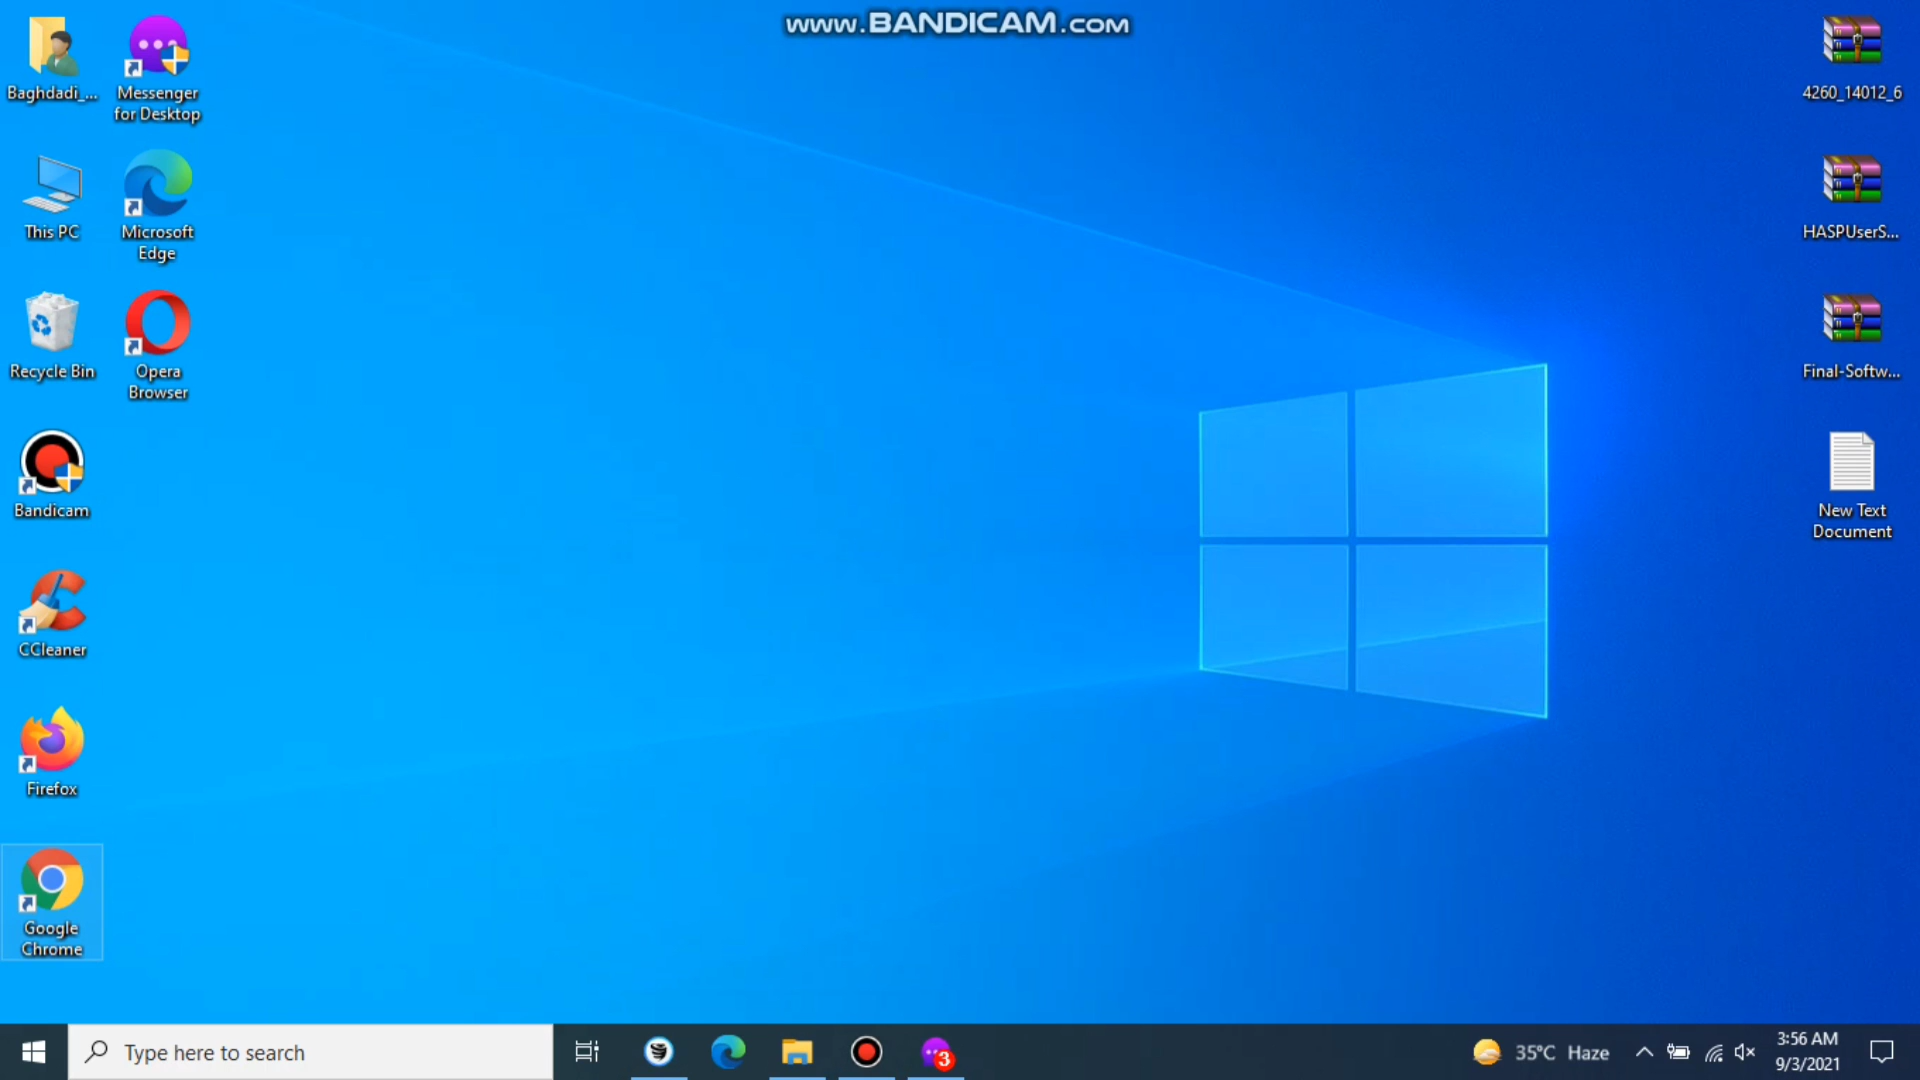 www.BANDICAM.com
Baghdadi_...
Messenger
for Desktop
This PC
Microsoft
Edge
Recycle Bin
Opera
Browser
Bandicam
CCleaner
Firefox
Google
Chrome
4260_14012_6
HASPUserS...
Final-Softw...
New Text
Document
Type here to search
3
35°C Haze
3:56 AM
9/3/2021